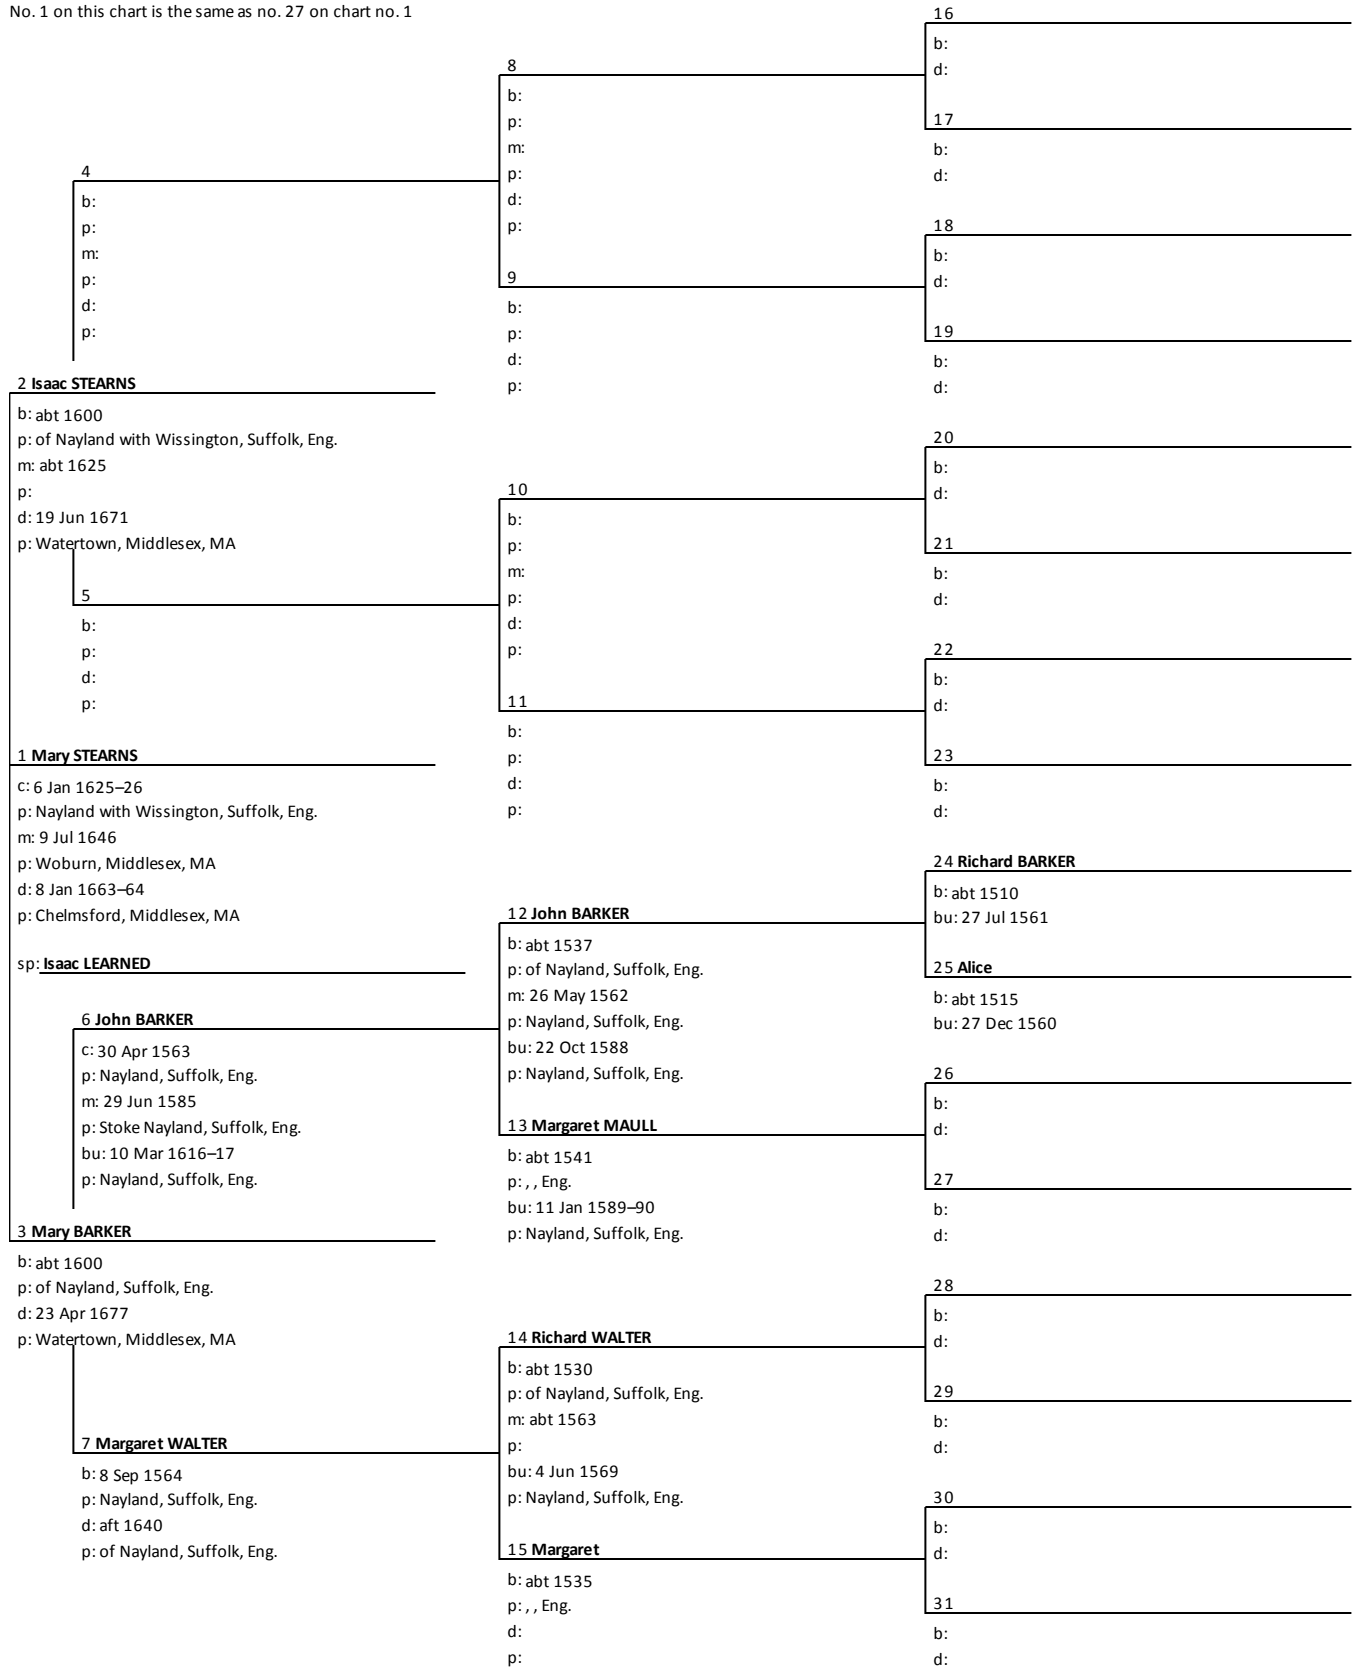 No. 1 on this chart is the same as no. 27 on chart no. 1
2 Isaac STEARNS
b: abt 1600
p: of Nayland with Wissington, Suffolk, Eng.
m: abt 1625
p:
d: 19 Jun 1671
p: Watertown, Middlesex, MA
1 Mary STEARNS
c: 6 Jan 1625–26
p: Nayland with Wissington, Suffolk, Eng.
m: 9 Jul 1646
p: Woburn, Middlesex, MA
d: 8 Jan 1663–64
p: Chelmsford, Middlesex, MA
sp: Isaac LEARNED
3 Mary BARKER
b: abt 1600
p: of Nayland, Suffolk, Eng.
d: 23 Apr 1677
p: Watertown, Middlesex, MA
4
b:
p:
m:
p:
d:
p:
5
b:
p:
d:
p:
6 John BARKER
c: 30 Apr 1563
p: Nayland, Suffolk, Eng.
m: 29 Jun 1585
p: Stoke Nayland, Suffolk, Eng.
bu: 10 Mar 1616–17
p: Nayland, Suffolk, Eng.
7 Margaret WALTER
b: 8 Sep 1564
p: Nayland, Suffolk, Eng.
d: aft 1640
p: of Nayland, Suffolk, Eng.
8
b:
p:
m:
p:
d:
p:
9
b:
p:
d:
p:
10
b:
p:
m:
p:
d:
p:
11
b:
p:
d:
p:
12 John BARKER
b: abt 1537
p: of Nayland, Suffolk, Eng.
m: 26 May 1562
p: Nayland, Suffolk, Eng.
bu: 22 Oct 1588
p: Nayland, Suffolk, Eng.
13 Margaret MAULL
b: abt 1541
p: , , Eng.
bu: 11 Jan 1589–90
p: Nayland, Suffolk, Eng.
14 Richard WALTER
b: abt 1530
p: of Nayland, Suffolk, Eng.
m: abt 1563
p:
bu: 4 Jun 1569
p: Nayland, Suffolk, Eng.
15 Margaret
b: abt 1535
p: , , Eng.
d:
p:
16
b:
d:
17
b:
d:
18
b:
d:
19
b:
d:
20
b:
d:
21
b:
d:
22
b:
d:
23
b:
d:
24 Richard BARKER
b: abt 1510
bu: 27 Jul 1561
25 Alice
b: abt 1515
bu: 27 Dec 1560
26
b:
d:
27
b:
d:
28
b:
d:
29
b:
d:
30
b:
d:
31
b:
d: